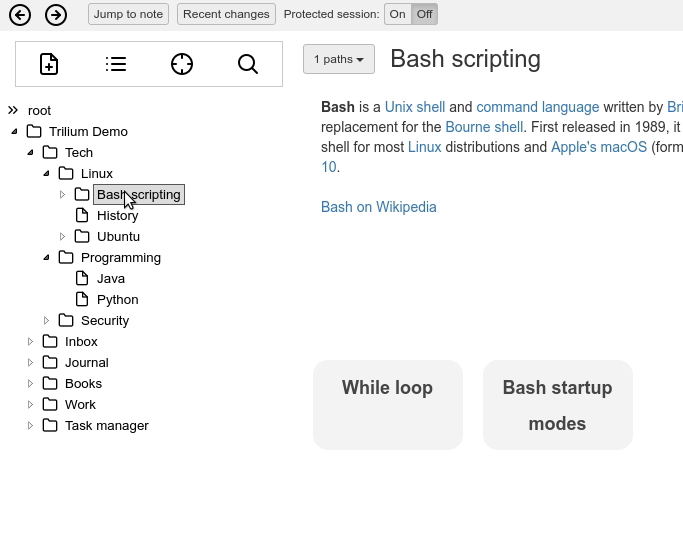 Jump to note Recent changes Protected session: On Off
1 paths Bash scripting
root
Trilium Demo
Tech
Linux
Bash scripting
History
Ubuntu
Programming
Java
Python
Security
Inbox
Journal
Books
Work
Task manager
Bash is a Unix shell and command language written by Bri
replacement for the Bourne shell. First released in 1989, it
shell for most Linux distributions and Apple's macOS (form
10.
Bash on Wikipedia
While loop
Bash startup
modes